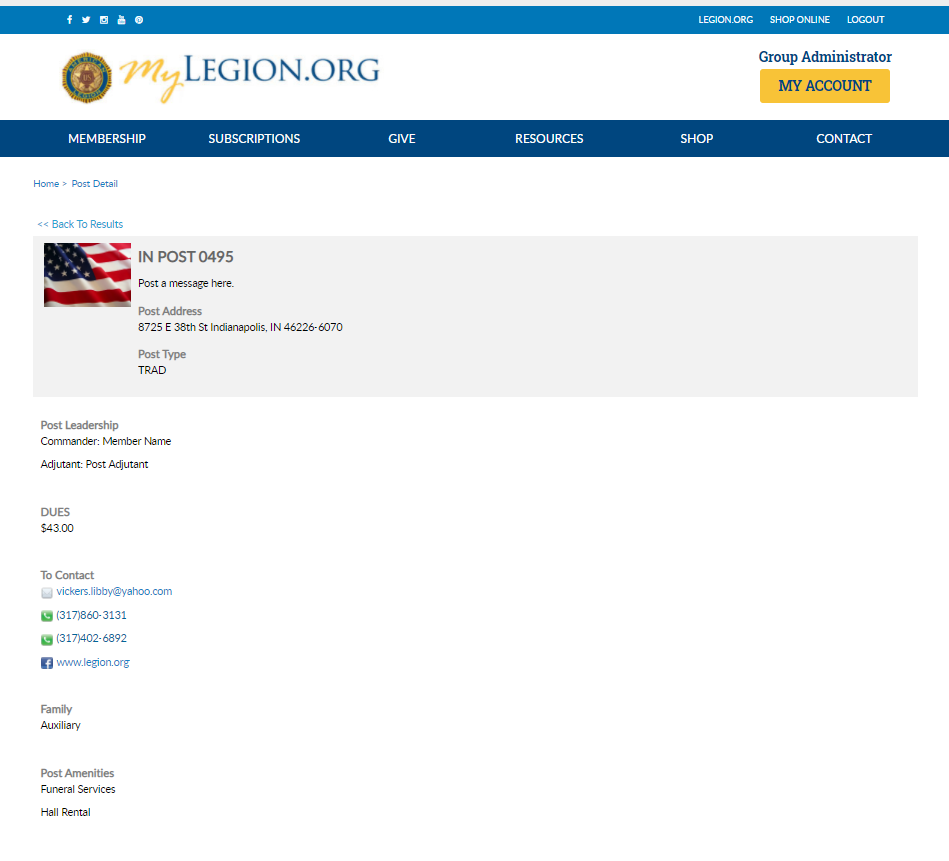 LEGION.ORG SHOP ONLINE LOGOUT
MyLEGION.ORG
Group Administrator
MY ACCOUNT
MEMBERSHIP SUBSCRIPTIONS GIVE RESOURCES SHOP CONTACT
Home > Post Detail
<< Back To Results
IN POST 0495
Post a message here.
Post Address
8725 E 38th St Indianapolis, IN 46226-6070
Post Type
TRAD
Post Leadership
Commander: Member Name
Adjutant: Post Adjutant
DUES
$43.00
To Contact
vickers.libby@yahoo.com
(317)860-3131
(317)402-6892
www.legion.org
Family
Auxiliary
Post Amenities
Funeral Services
Hall Rental